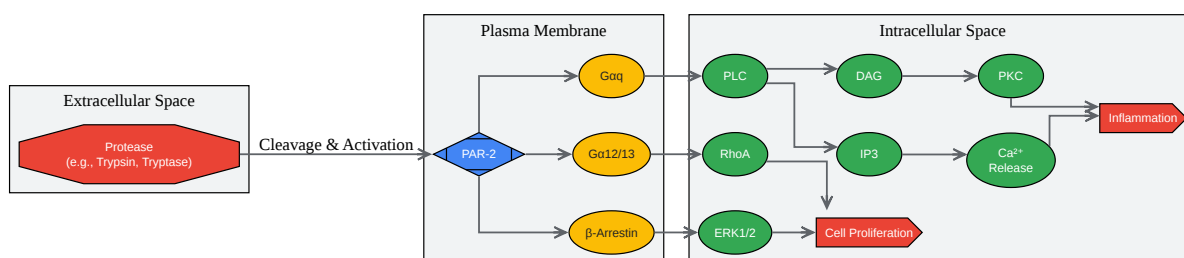 Plasma Membrane
Intracellular Space
Extracellular Space
Protease
(e.g., Trypsin, Tryptase)
Cleavage & Activation
PAR-2
Gαq
Gα12/13
β-Arrestin
PLC
DAG
PKC
RhoA
IP3
Ca²⁺
Release
Inflammation
ERK1/2
Cell Proliferation